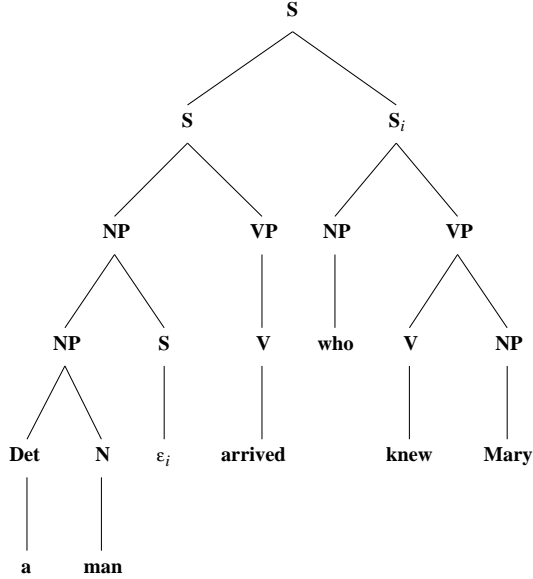 S
S S_i
NP VP NP VP
NP S V who V NP
Det N ε_i arrived knew Mary
a man